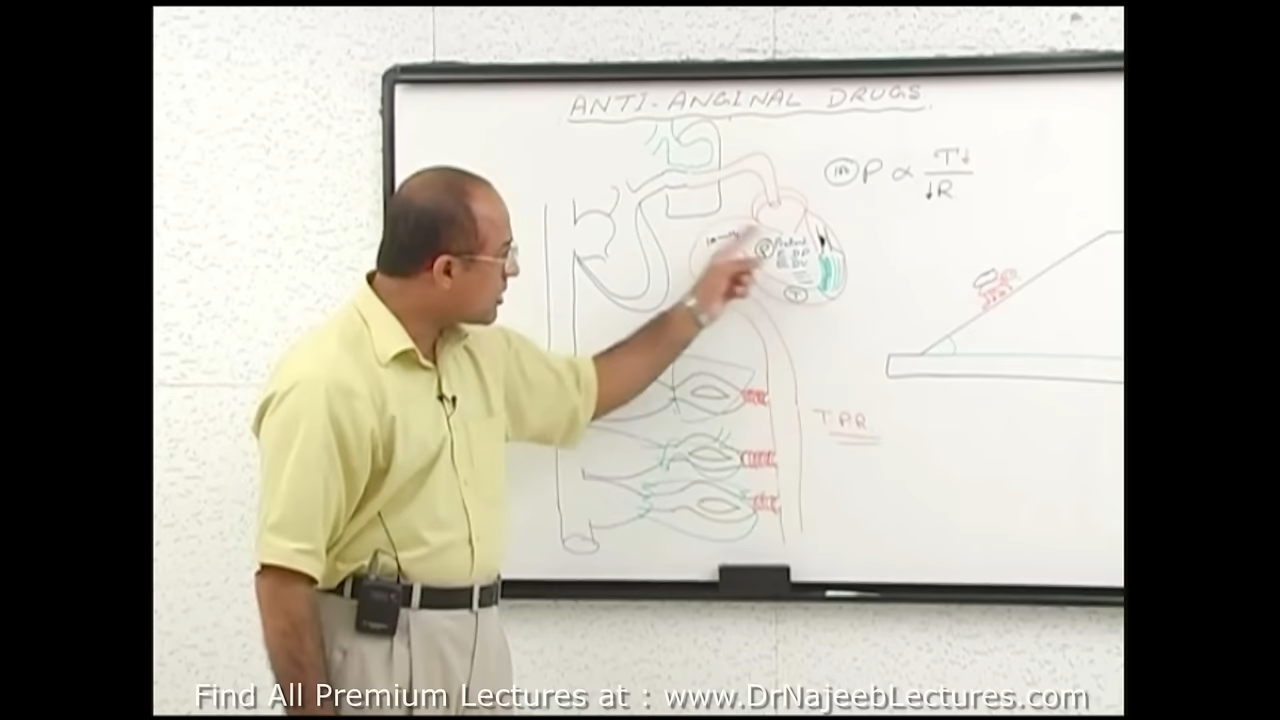 ANTI-ANGINAL DRUGS
P ∝ T↓
↓R
P
T
TPR
Find All Premium Lectures at : www.DrNajeebLectures.com